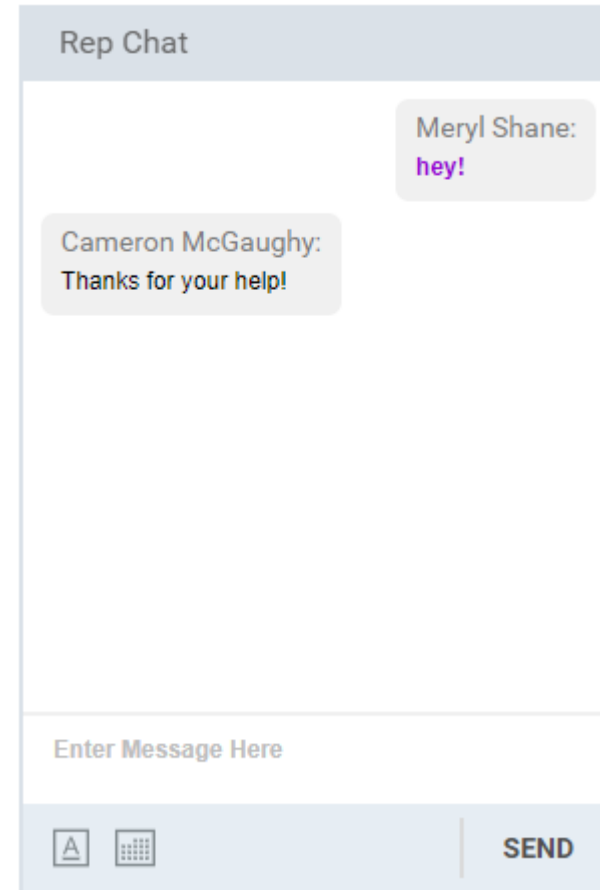 Rep Chat
Meryl Shane:
hey!
Cameron McGaughy:
Thanks for your help!
Enter Message Here
A
SEND